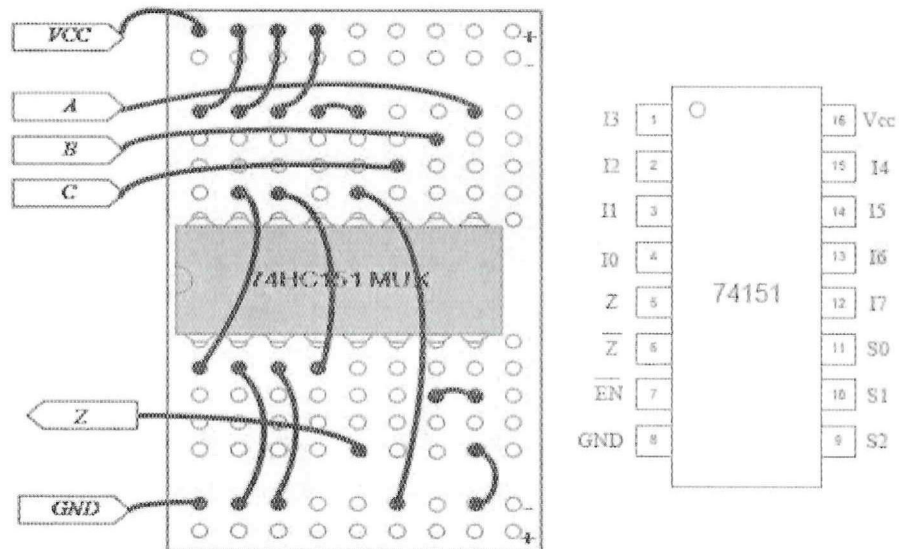 VCC
+
-
A
B
C
74HC151 MUX
Z
GND
-
+
I3 1 16 Vcc
I2 2 15 I4
I1 3 14 I5
I0 4 13 I6
74151
Z 5 12 I7
Z̅ 6 11 S0
E̅N̅ 7 10 S1
GND 8 9 S2